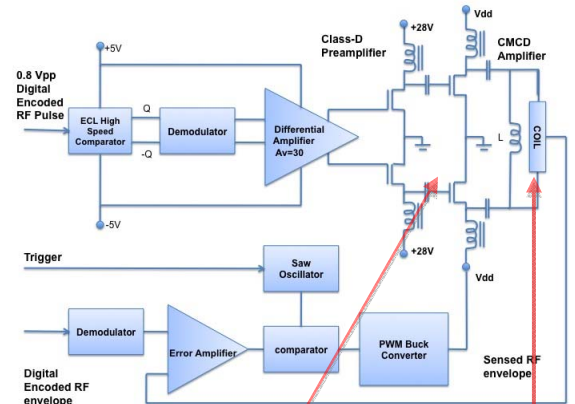 +28V
Vdd
Class-D
Preamplifier
CMCD
Amplifier
+5V
0.8 Vpp
Digital
Encoded
RF Pulse
ECL High
Speed
Comparator
Q
-Q
Demodulator
Differential
Amplifier
Av=30
L
COIL
-5V
+28V
Vdd
Trigger
Saw
Oscillator
Demodulator
Error Amplifier
comparator
PWM Buck
Converter
Sensed RF
envelope
Digital
Encoded RF
envelope